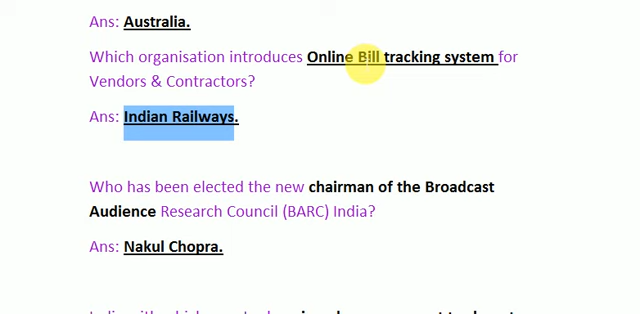 Ans: Australia.
Which organisation introduces Online Bill tracking system for
Vendors & Contractors?
Ans: Indian Railways.
Who has been elected the new chairman of the Broadcast
Audience Research Council (BARC) India?
Ans: Nakul Chopra.